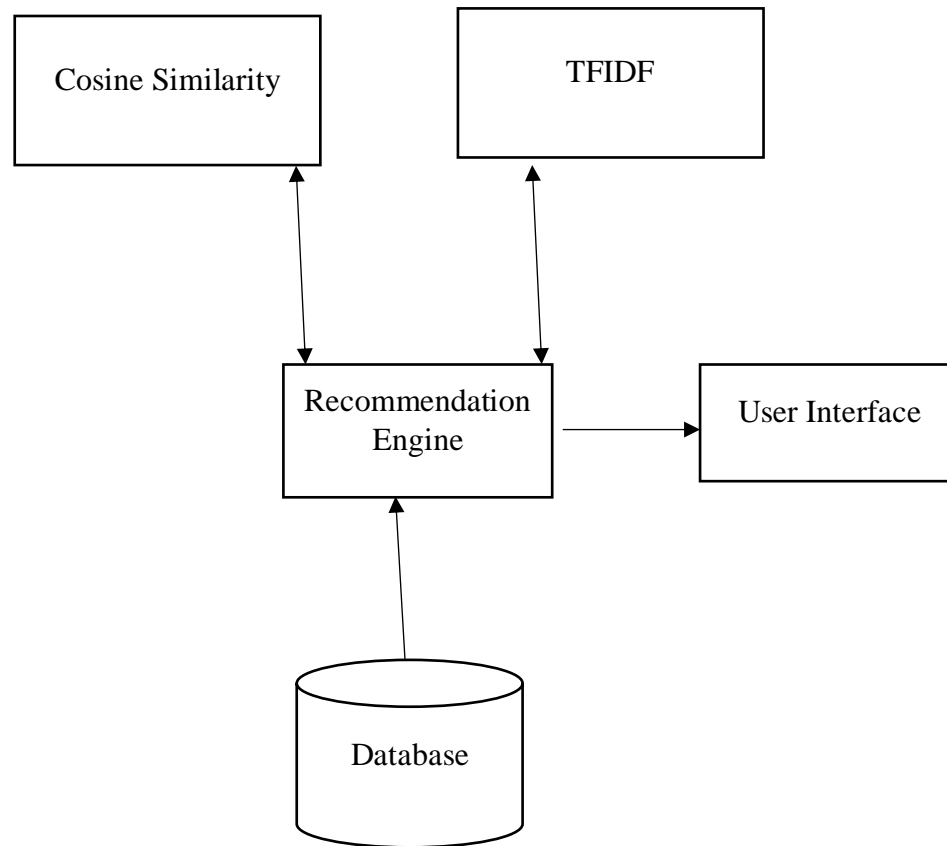 Cosine Similarity
TFIDF
Recommendation
Engine
User Interface
Database